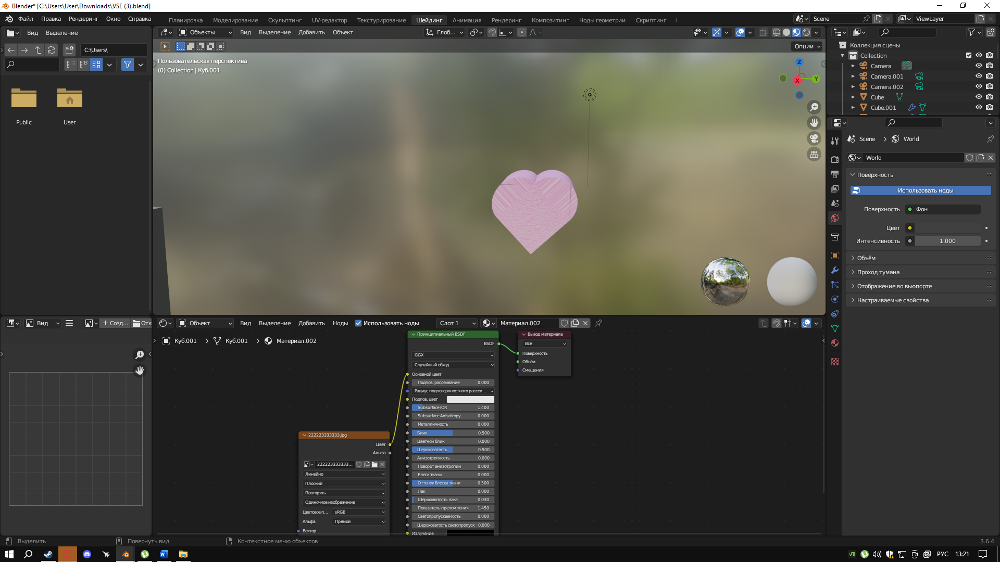 Blender* [C:\Users\User\Downloads\VSE (3).blend]
Файл Правка Рендеринг Окно Справка
Планировка Моделирование Скульптинг UV-редактор Текстурирование Шейдинг Анимация Рендеринг Композитинг Ноды геометрии Скриптинг +
Scene ViewLayer
Вид Выделение
Объекты Вид Выделение Добавить Объект Глоб...
C:\Users\
Опции
Public User
Пользовательская перспектива
(0) Collection | Куб.001
Z
Y
X
Коллекция сцены
Collection
Camera
Camera.001
Camera.002
Cube
Cube.001
Scene > World
World
Поверхность
Использовать ноды
Поверхность Фон
Цвет
Интенсивность 1.000
Объём
Проход тумана
Отображение во вьюпорте
Настраиваемые свойства
Вид + Созд... Отк
Объект Вид Выделение Добавить Ноды Использовать ноды Слот 1 Материал.002
Куб.001 > Куб.001 > Материал.002
Принципиальный BSDF
BSDF
GGX
Случайный обход
Основной цвет
Подпов. рассеивание 0.000
Радиус подповерхностного рассеи...
Подпов. цвет
Subsurface IOR 1.400
Subsurface Anisotropy 0.000
Металличность 0.000
Блик 0.500
Цветной блик 0.000
Шероховатость 0.500
Анизотропность 0.000
Поворот анизотропии 0.000
Блеск ткани 0.000
Оттенок блеска ткани 0.500
Лак 0.000
Шероховатость лака 0.030
Показатель преломления 1.450
Светопропускаемость 0.000
Шероховатость светопропуск 0.000
Излучение
Вывод материала
Все
Поверхность
Объём
Смещения
222223333333.jpg
Цвет
Альфа
222223333333...
Линейно
Плоский
Повторять
Одиночное изображение
Цветовое п... sRGB
Альфа Прямой
Вектор
Выделить Повернуть вид Контекстное меню объектов 3.6.4
РУС 13:21